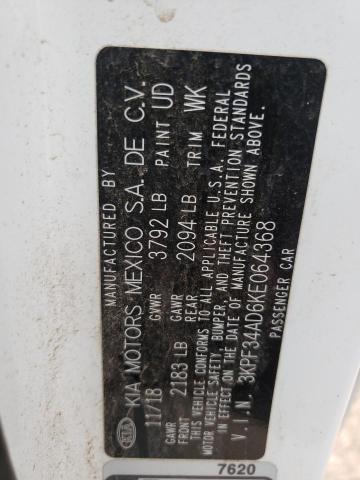 MANUFACTURED BY
KIA KIA MOTORS MEXICO S.A. DE C.V.
11/18 GVWR 3792 LB PAINT UD
GAWR FRONT 2183 LB GAWR REAR 2094 LB TRIM WK
THIS VEHICLE CONFORMS TO ALL APPLICABLE U.S.A. FEDERAL
MOTOR VEHICLE SAFETY, BUMPER, AND THEFT PREVENTION STANDARDS
IN EFFECT ON THE DATE OF MANUFACTURE SHOWN ABOVE.
V.I.N. 3KPF34AD6KE064368
PASSENGER CAR
7620